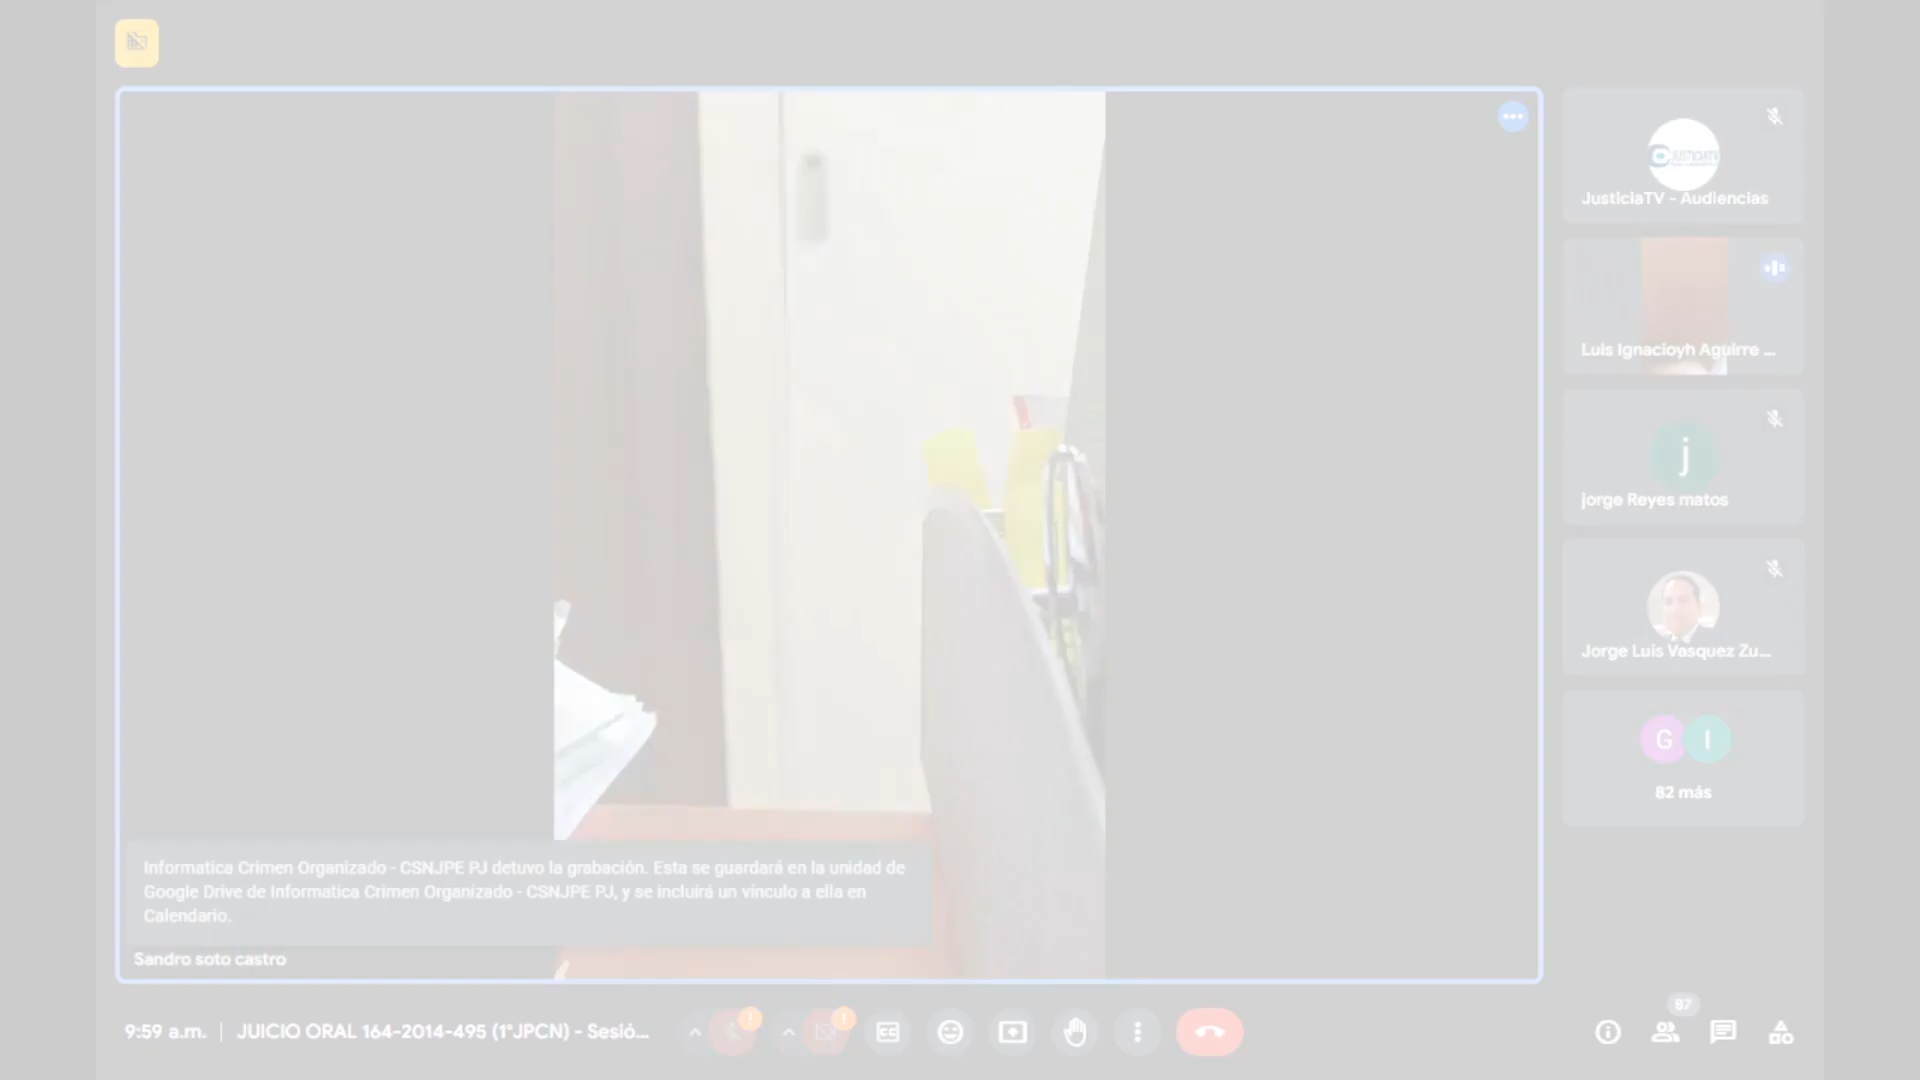 JUSTICIATV
JusticiaTV - Audiencias
Luis Ignacioyh Aguirre ...
j
jorge Reyes matos
Jorge Luis Vasquez Zu...
G I
82 más
Informatica Crimen Organizado - CSNJPE PJ detuvo la grabación. Esta se guardará en la unidad de
Google Drive de Informatica Crimen Organizado - CSNJPE PJ, y se incluirá un vínculo a ella en
Calendario.
Sandro soto castro
9:59 a.m. | JUICIO ORAL 164-2014-495 (1°JPCN) - Sesió...
87